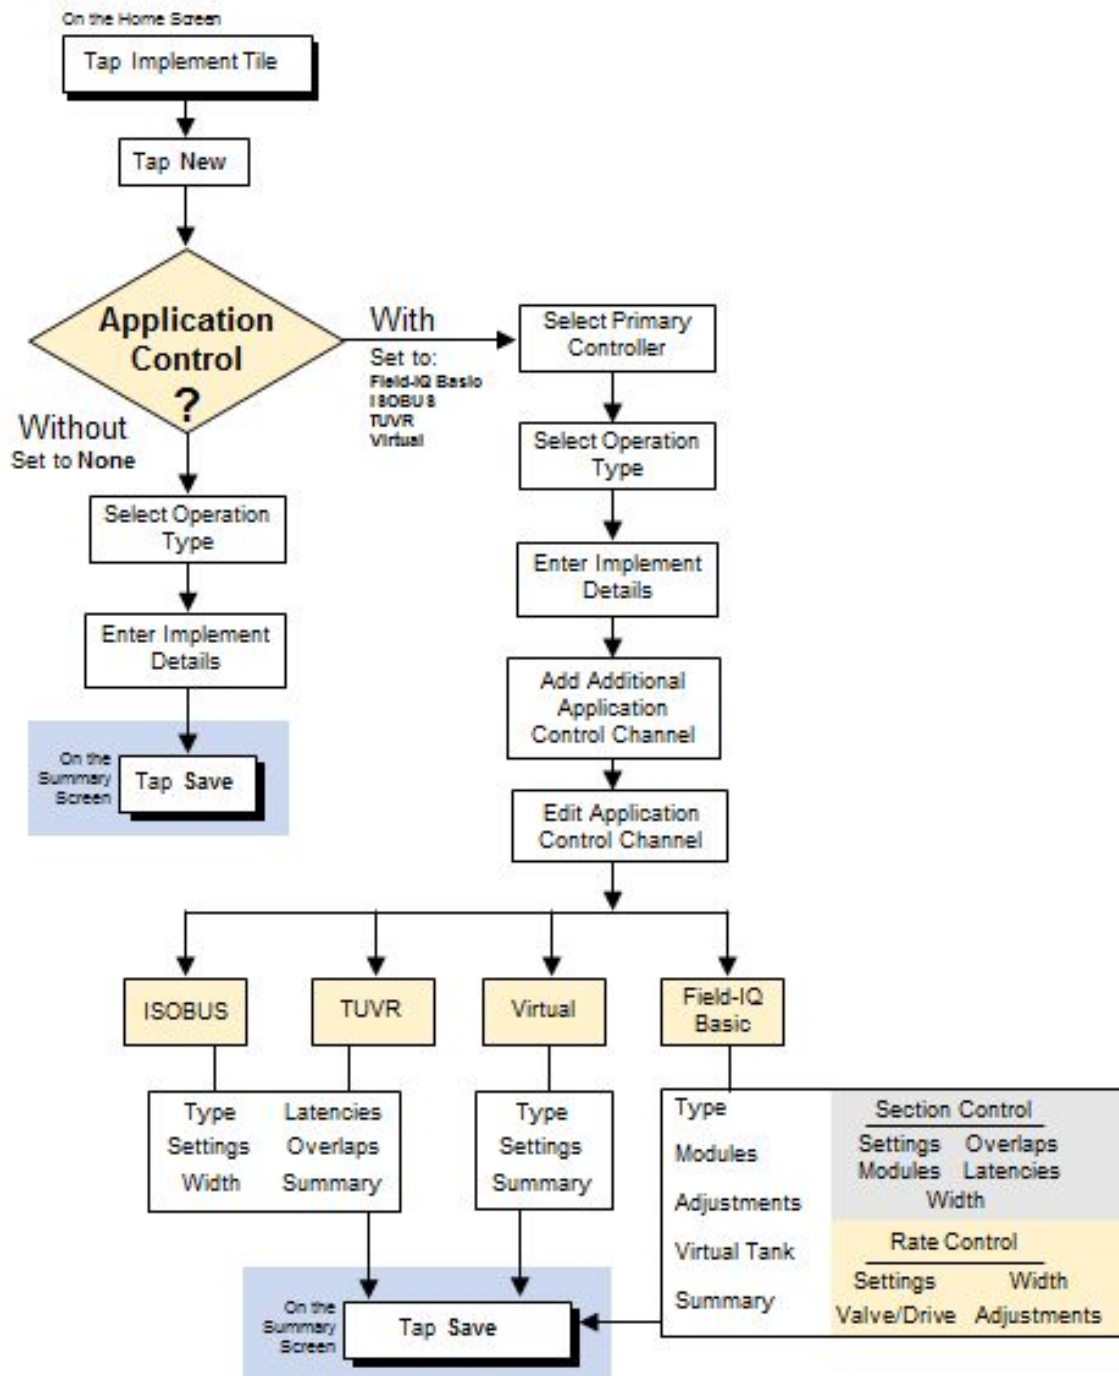 On the Home Screen
Tap Implement Tile
Tap New
Application
Control
?
With
Set to:
Field-IQ Basic
ISOBUS
TUVR
Virtual
Without
Set to None
Select Operation
Type
Enter Implement
Details
On the
Summary
Screen
Tap Save
Select Primary
Controller
Select Operation
Type
Enter Implement
Details
Add Additional
Application
Control Channel
Edit Application
Control Channel
ISOBUS
TUVR
Virtual
Field-IQ
Basic
Type Latencies
Settings Overlaps
Width Summary
Type
Settings
Summary
Type
Modules
Adjustments
Virtual Tank
Summary
Section Control
Settings Overlaps
Modules Latencies
Width
Rate Control
Settings Width
Valve/Drive Adjustments
On the
Summary
Screen
Tap Save